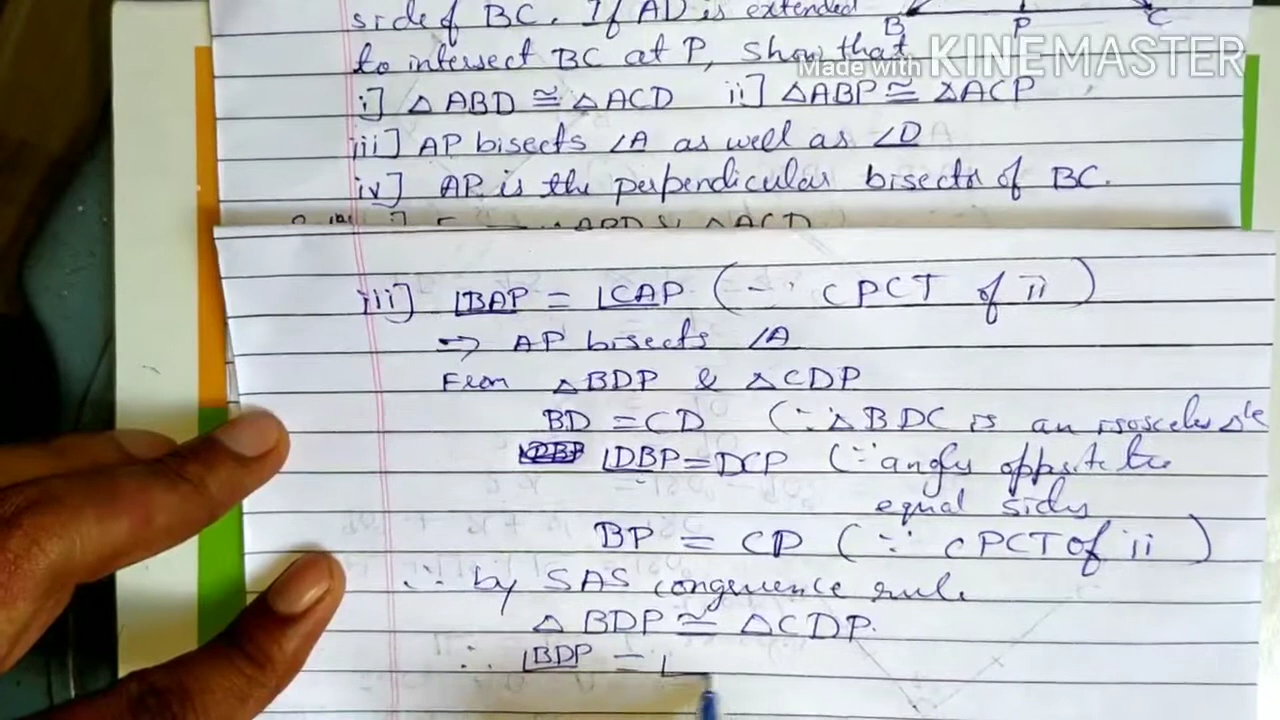 side of BC. If AD is extended
B P C
to intersect BC at P, show that
Made with KINEMASTER
i] △ABD ≅ △ACD ii] △ABP ≅ △ACP
iii] AP bisects ∠A as well as ∠D
iv] AP is the perpendicular bisector of BC.
△ABD & △ACD
iii] ∠BAP = ∠CAP (∵ CPCT of ii)
⇒ AP bisects ∠A
From △BDP & △CDP
BD = CD (∵ △BDC is an isosceles △le
∠DBP = DCP (∵ angles opposite to
equal sides
BP = CP (∵ CPCT of ii)
∴ by SAS congruence rule
△BDP ≅ △CDP.
∴ ∠BDP = ∠